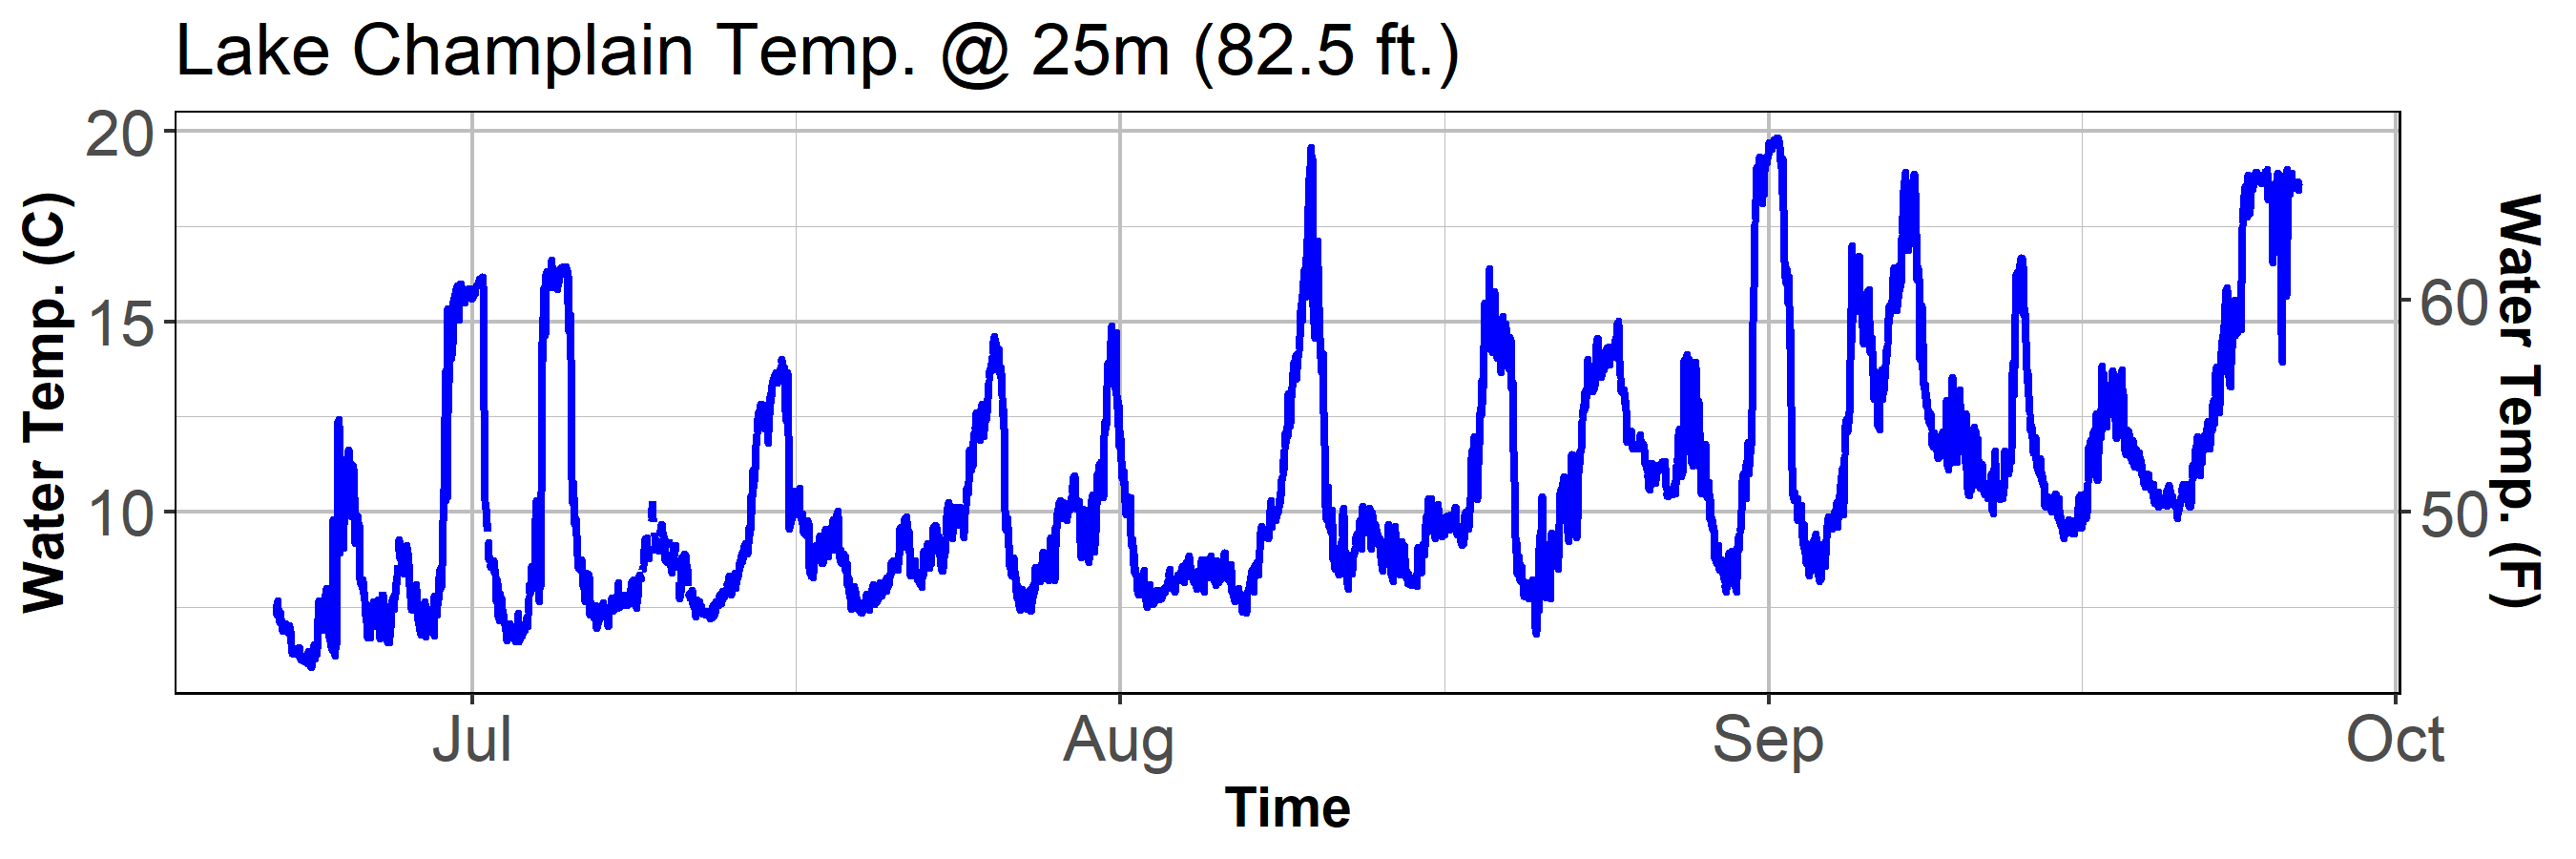 Lake Champlain Temp. @ 25m (82.5 ft.)
Water Temp. (C)
20
15
10
60
50
Water Temp. (F)
Jul Aug Sep Oct
Time